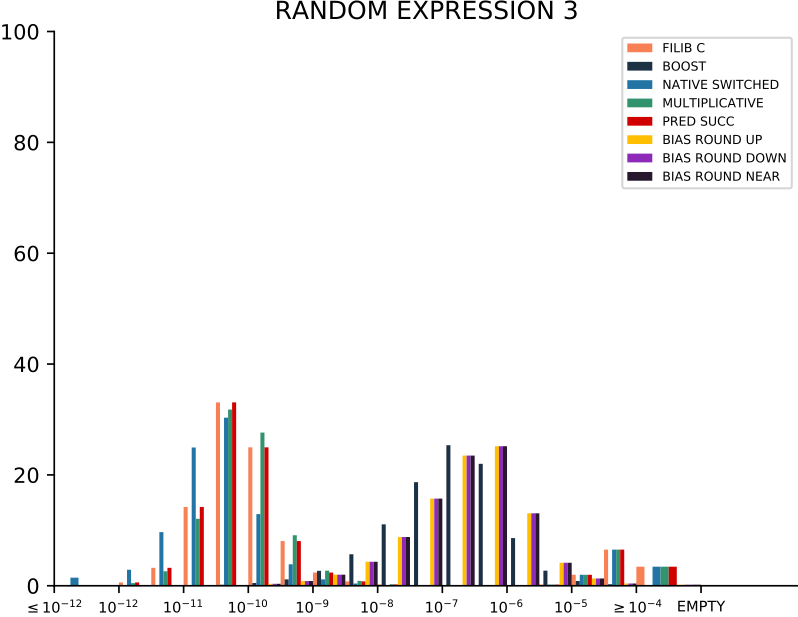 RANDOM EXPRESSION 3
100
80
60
40
20
0
FILIB C
BOOST
NATIVE SWITCHED
MULTIPLICATIVE
PRED SUCC
BIAS ROUND UP
BIAS ROUND DOWN
BIAS ROUND NEAR
≤ 10⁻¹² 10⁻¹² 10⁻¹¹ 10⁻¹⁰ 10⁻⁹ 10⁻⁸ 10⁻⁷ 10⁻⁶ 10⁻⁵ ≥ 10⁻⁴ EMPTY